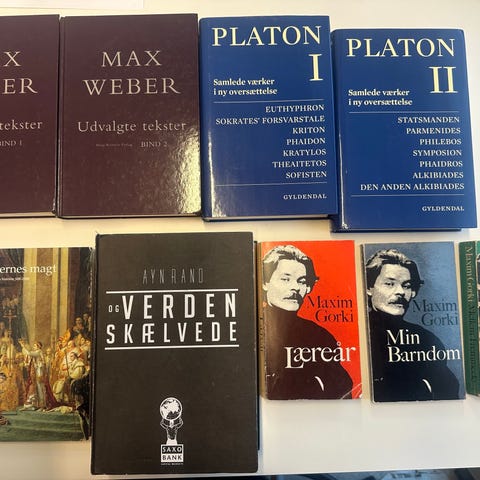 MAX
WEBER
tekster
BIND 1
MAX
WEBER
Udvalgte tekster
BIND 2
PLATON
I
Samlede værker
i ny oversættelse
EUTHYPHRON
SOKRATES' FORSVARSTALE
KRITON
PHAIDON
KRATYLOS
THEAITETOS
SOFISTEN
GYLDENDAL
PLATON
II
Samlede værker
i ny oversættelse
STATSMANDEN
PARMENIDES
PHILEBOS
SYMPOSION
PHAIDROS
ALKIBIADES
DEN ANDEN ALKIBIADES
GYLDENDAL
ernes magt
AYN RAND
OG VERDEN
SKÆLVEDE
SAXO
BANK
Maxim
Gorki
Læreår
Maxim
Gorki
Min
Barndom
Maxim Gorki